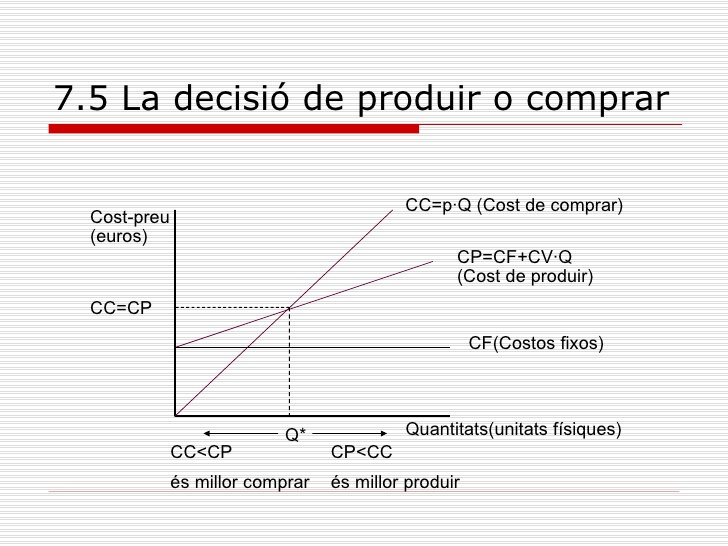 7.5 La decisió de produir o comprar
CC=p·Q (Cost de comprar)
Cost-preu
(euros)
CP=CF+CV·Q
(Cost de produir)
CC=CP
CF(Costos fixos)
Q*
Quantitats(unitats físiques)
CC<CP
CP<CC
és millor comprar
és millor produir